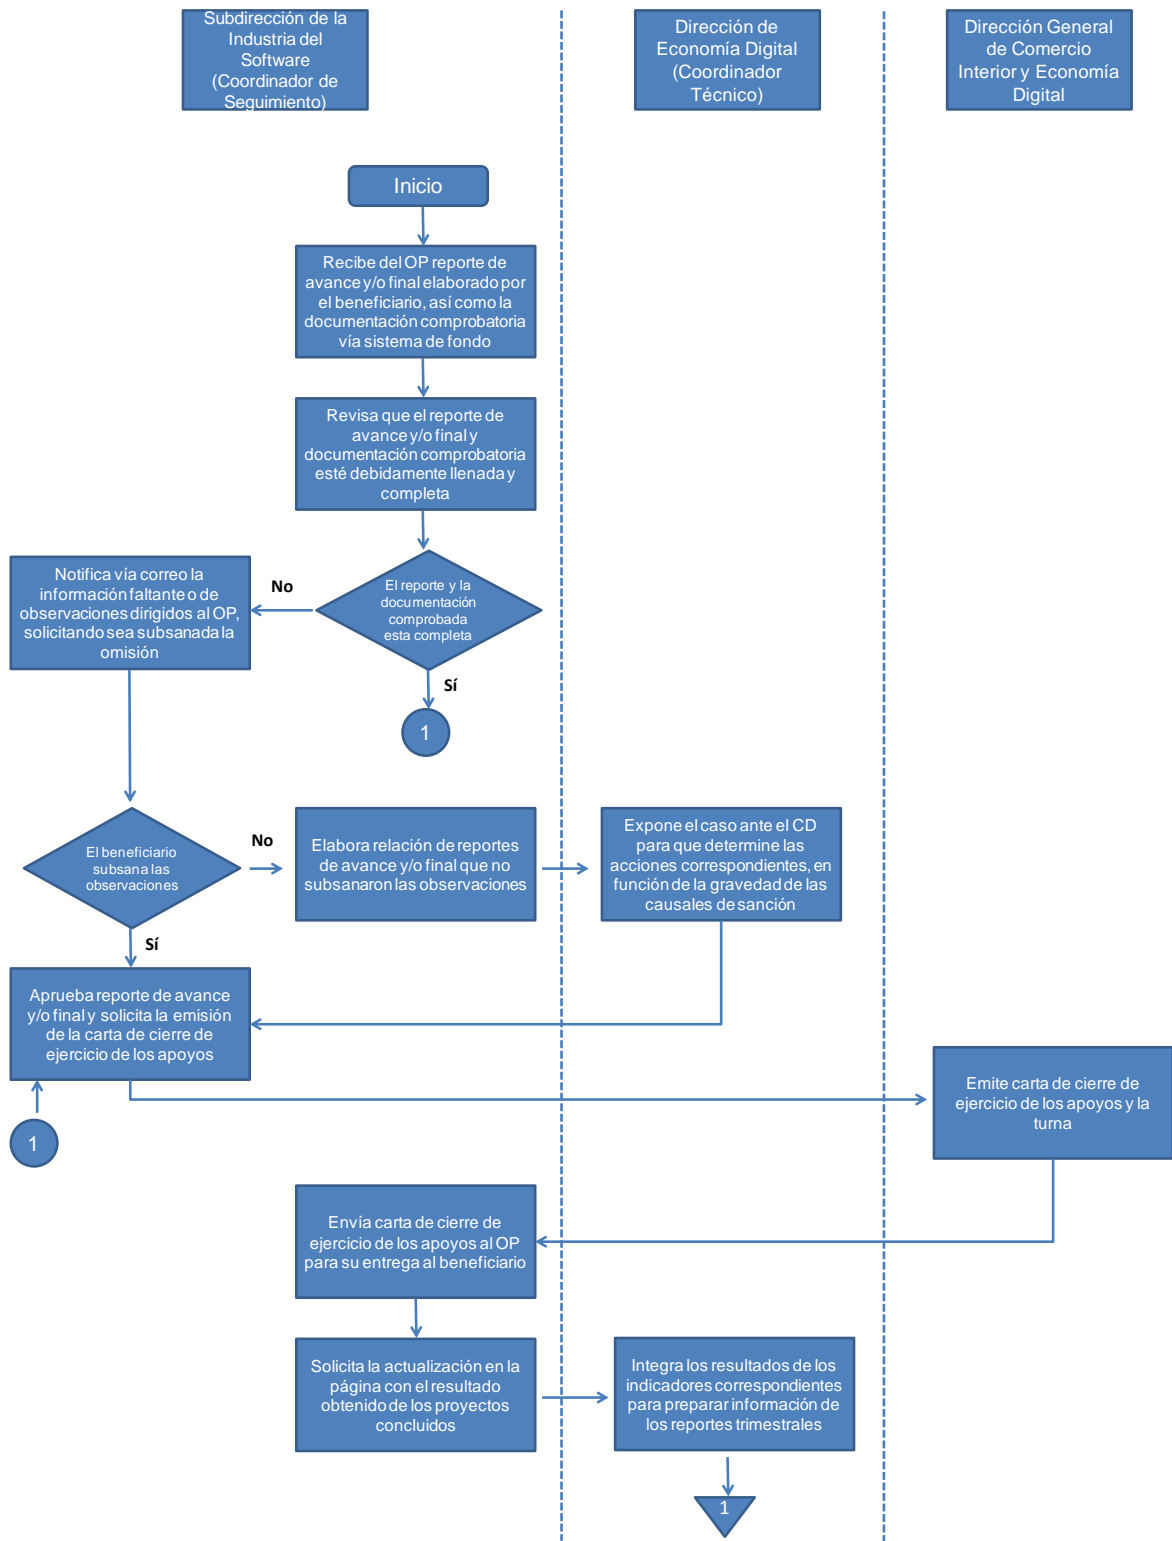 Subdirección de la
Industria del
Software
(Coordinador de
Seguimiento)
Dirección de
Economía Digital
(Coordinador
Técnico)
Dirección General
de Comercio
Interior y Economía
Digital
Inicio
Recibe del OP reporte de
avance y/o final elaborado por
el beneficiario, así como la
documentación comprobatoria
vía sistema de fondo
Revisa que el reporte de
avance y/o final y
documentación comprobatoria
esté debidamente llenada y
completa
El reporte y la
documentación
comprobada
esta completa
No
Notifica vía correo la
información faltante o de
observaciones dirigidos al OP,
solicitando sea subsanada la
omisión
Sí
1
El beneficiario
subsana las
observaciones
No
Elabora relación de reportes
de avance y/o final que no
subsanaron las observaciones
Expone el caso ante el CD
para que determine las
acciones correspondientes, en
función de la gravedad de las
causales de sanción
Sí
Aprueba reporte de avance
y/o final y solicita la emisión
de la carta de cierre de
ejercicio de los apoyos
1
Emite carta de cierre de
ejercicio de los apoyos y la
turna
Envía carta de cierre de
ejercicio de los apoyos al OP
para su entrega al beneficiario
Solicita la actualización en la
página con el resultado
obtenido de los proyectos
concluidos
Integra los resultados de los
indicadores correspondientes
para preparar información de
los reportes trimestrales
1